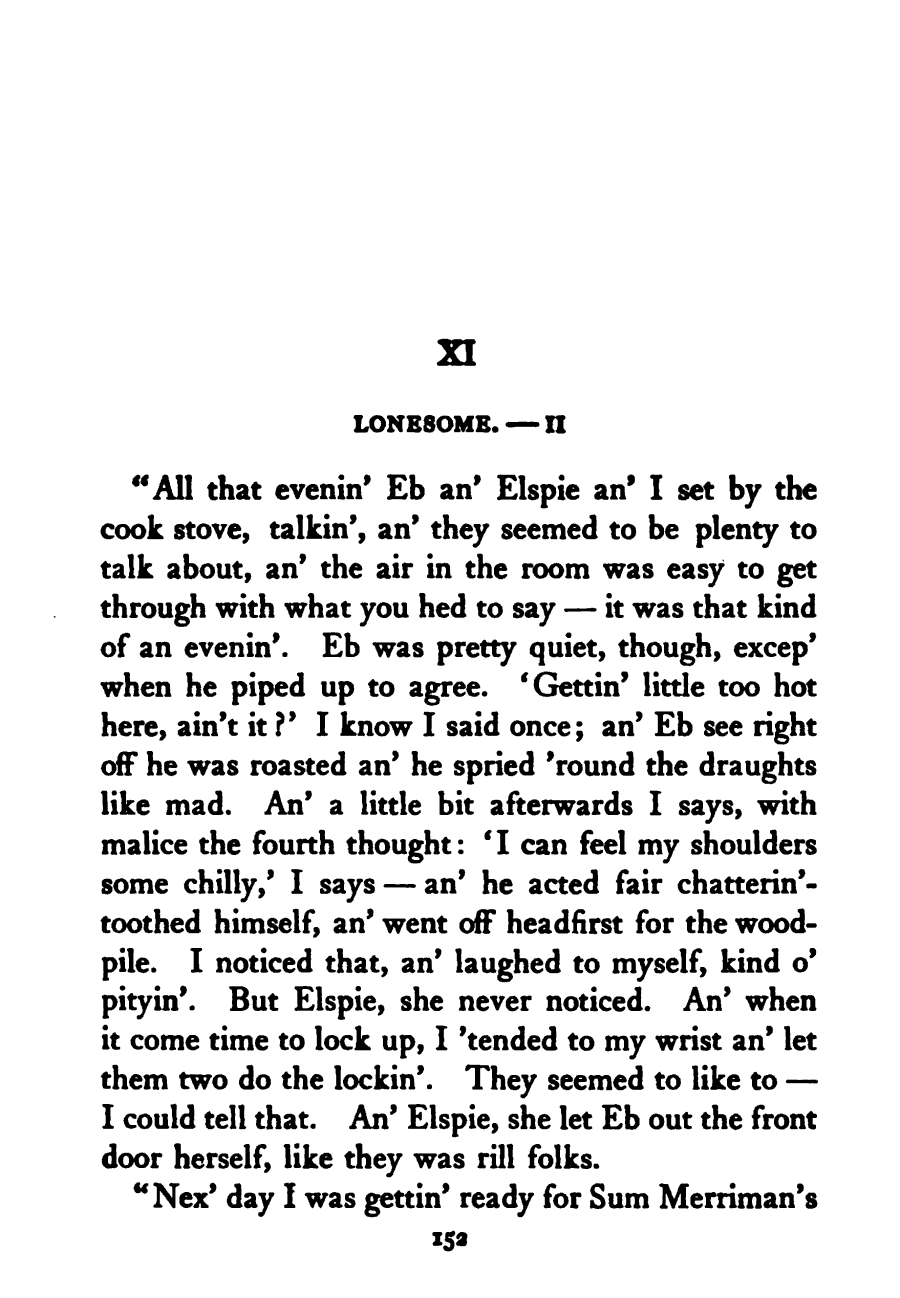 XI
LONESOME. — II
"All that evenin' Eb an' Elspie an' I set by the
cook stove, talkin', an' they seemed to be plenty to
talk about, an' the air in the room was easy to get
through with what you hed to say — it was that kind
of an evenin'. Eb was pretty quiet, though, excep'
when he piped up to agree. 'Gettin' little too hot
here, ain't it?' I know I said once; an' Eb see right
off he was roasted an' he spried 'round the draughts
like mad. An' a little bit afterwards I says, with
malice the fourth thought: 'I can feel my shoulders
some chilly,' I says — an' he acted fair chatterin'-
toothed himself, an' went off headfirst for the wood-
pile. I noticed that, an' laughed to myself, kind o'
pityin'. But Elspie, she never noticed. An' when
it come time to lock up, I 'tended to my wrist an' let
them two do the lockin'. They seemed to like to —
I could tell that. An' Elspie, she let Eb out the front
door herself, like they was rill folks.
"Nex' day I was gettin' ready for Sum Merriman's
152